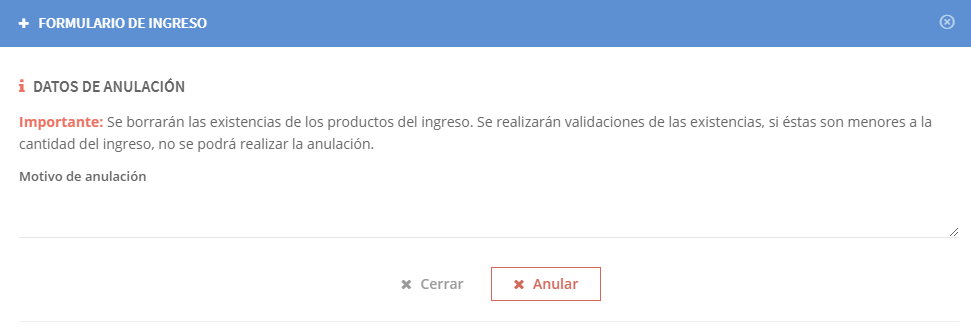 FORMULARIO DE INGRESO
DATOS DE ANULACIÓN
Importante: Se borrarán las existencias de los productos del ingreso. Se realizarán validaciones de las existencias, si éstas son menores a la
cantidad del ingreso, no se podrá realizar la anulación.
Motivo de anulación
Cerrar Anular